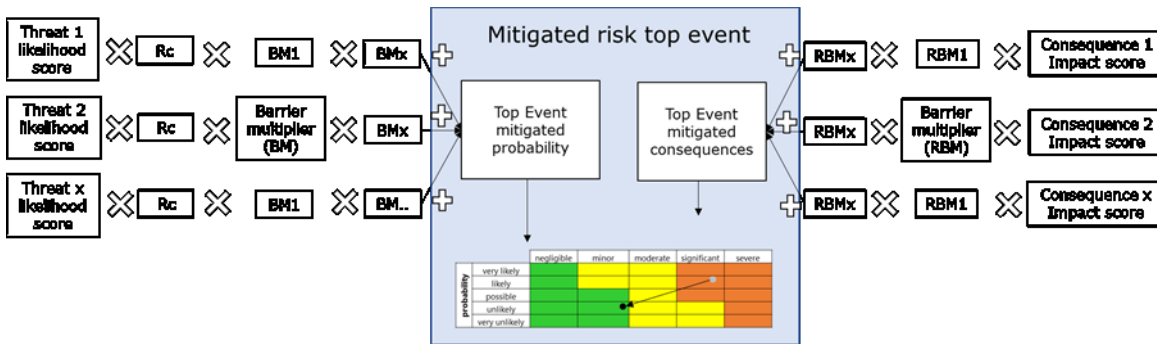 Mitigated risk top event
Threat 1
likelihood
score
Rc
BM1
BMx
RBMx
RBM1
Consequence 1
Impact score
Threat 2
likelihood
score
Rc
Barrier
multiplier
(BM)
BMx
Top Event
mitigated
probability
Top Event
mitigated
consequences
RBMx
Barrier
multiplier
(RBM)
Consequence 2
Impact score
Threat x
likelihood
score
Rc
BM1
BM...
RBMx
RBM1
Consequence x
Impact score
negligible minor moderate significant severe
probability
very likely
likely
possible
unlikely
very unlikely